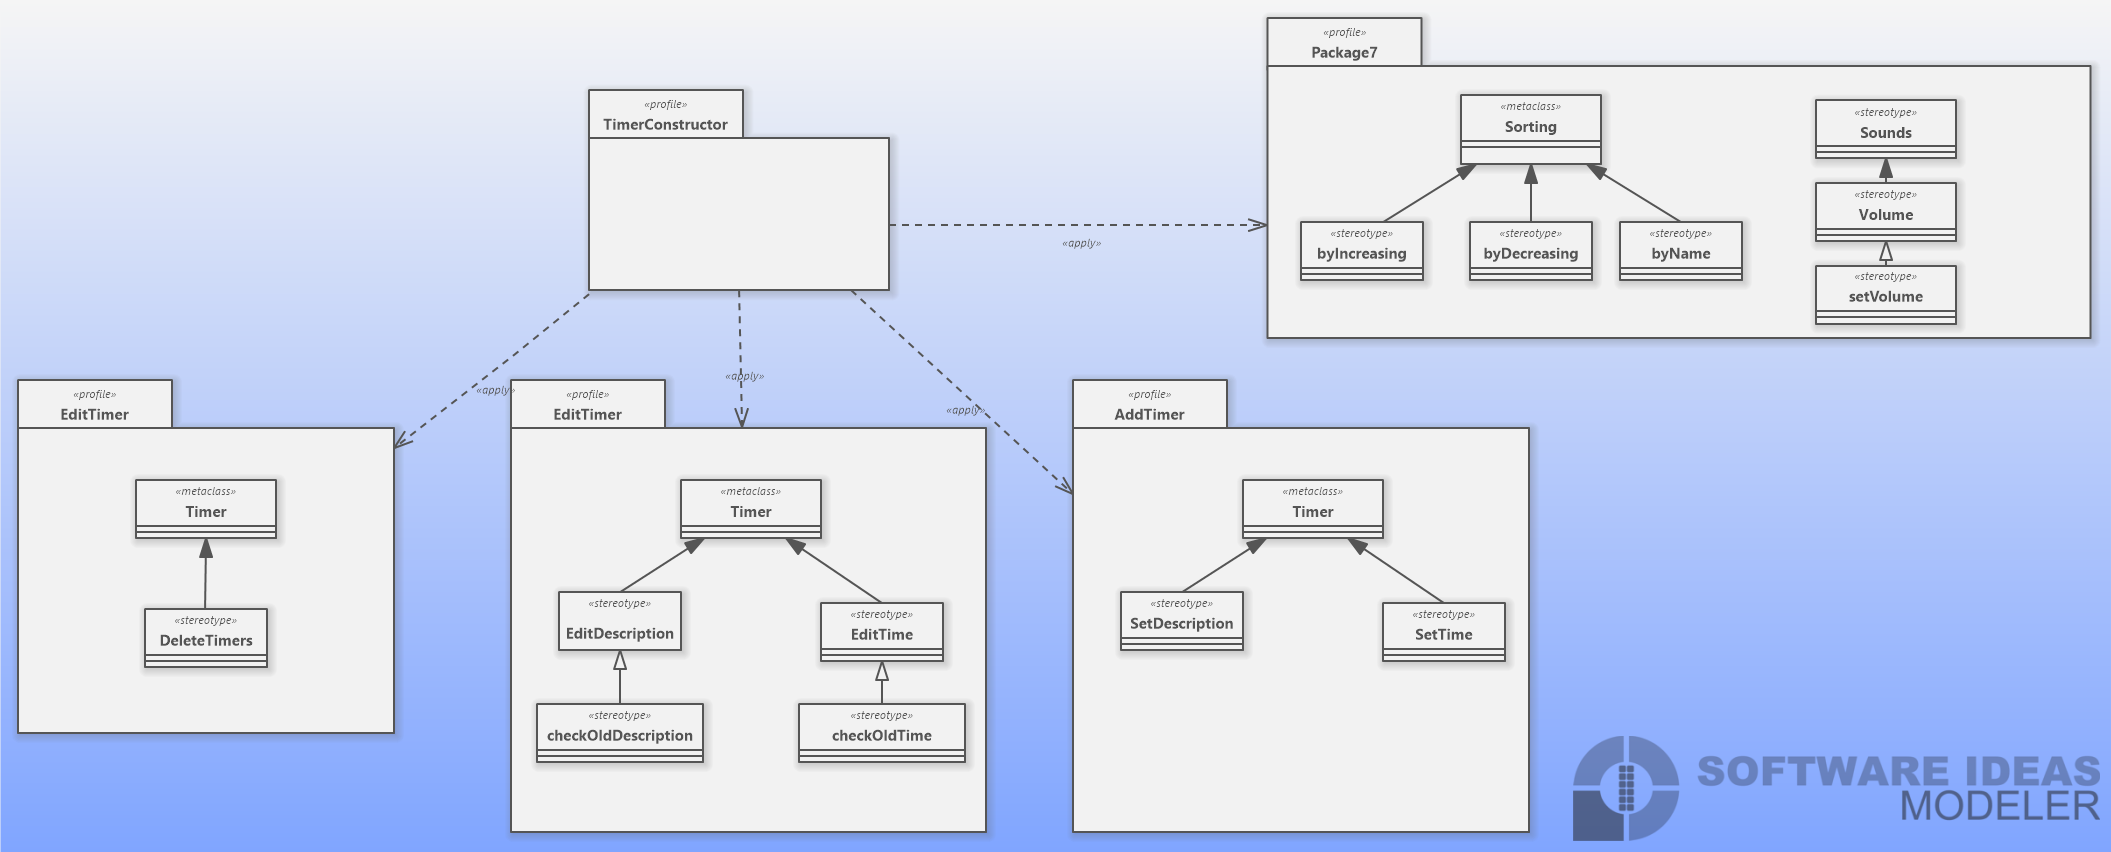 «profile»
Package7
«metaclass»
Sorting
«stereotype»
Sounds
«stereotype»
Volume
«stereotype»
byIncreasing
«stereotype»
byDecreasing
«stereotype»
byName
«stereotype»
setVolume
«profile»
TimerConstructor
«apply»
«apply»
«apply»
«apply»
«profile»
EditTimer
«metaclass»
Timer
«stereotype»
DeleteTimers
«profile»
EditTimer
«metaclass»
Timer
«stereotype»
EditDescription
«stereotype»
EditTime
«stereotype»
checkOldDescription
«stereotype»
checkOldTime
«profile»
AddTimer
«metaclass»
Timer
«stereotype»
SetDescription
«stereotype»
SetTime
SOFTWARE IDEAS
MODELER